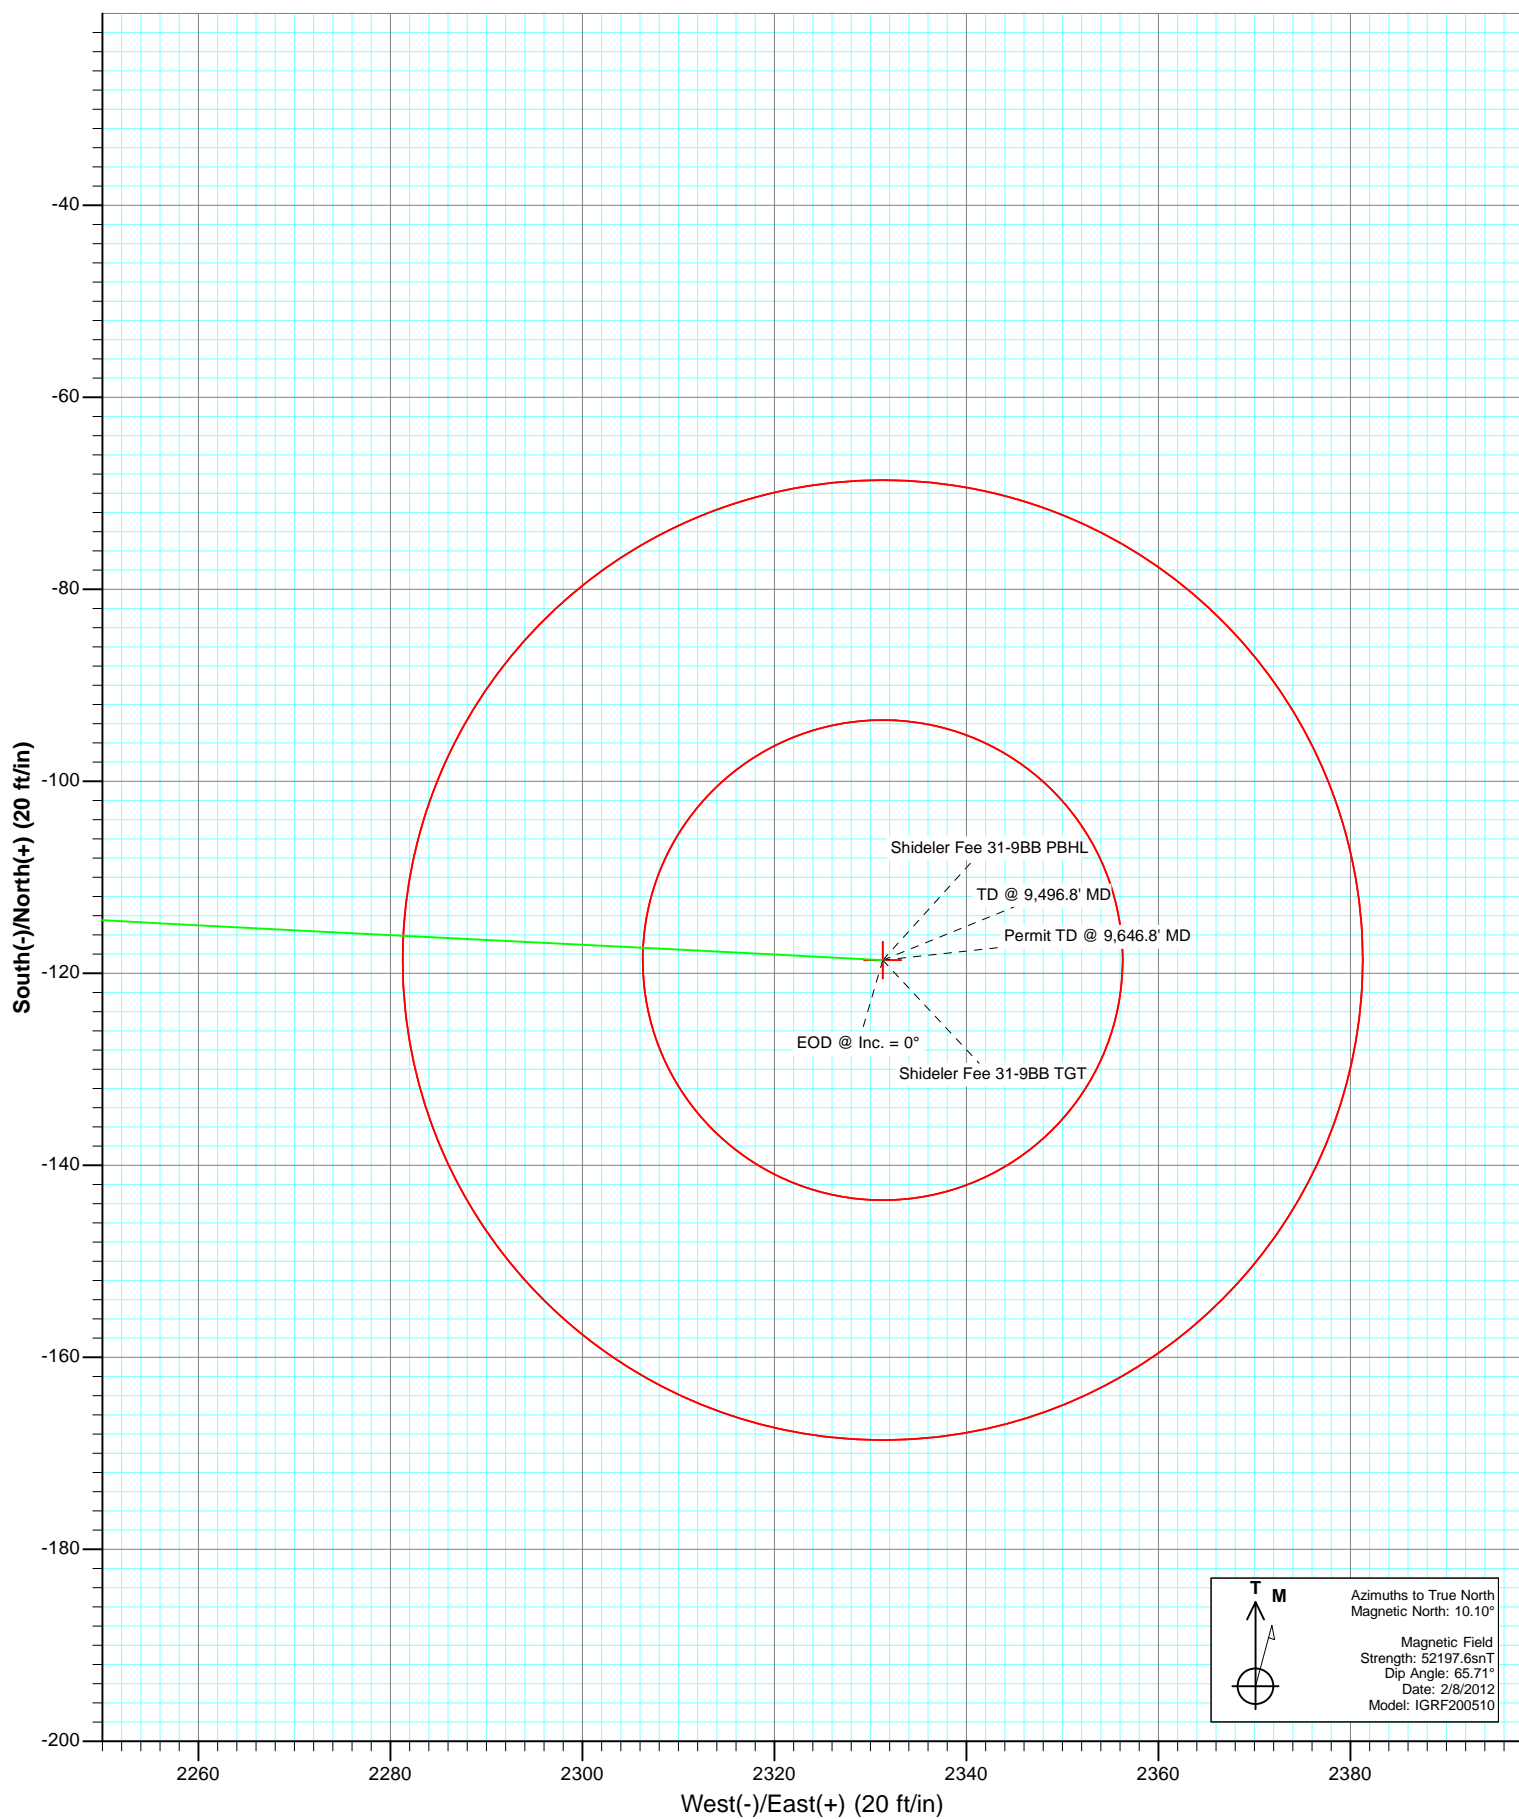 -40
-60
-80
-100
-120
-140
-160
-180
-200
South(-)/North(+) (20 ft/in)
Shideler Fee 31-9BB PBHL
TD @ 9,496.8' MD
Permit TD @ 9,646.8' MD
EOD @ Inc. = 0°
Shideler Fee 31-9BB TGT
T
M
Azimuths to True North
Magnetic North: 10.10°
Magnetic Field
Strength: 52197.6snT
Dip Angle: 65.71°
Date: 2/8/2012
Model: IGRF200510
2260
2280
2300
2320
2340
2360
2380
West(-)/East(+) (20 ft/in)